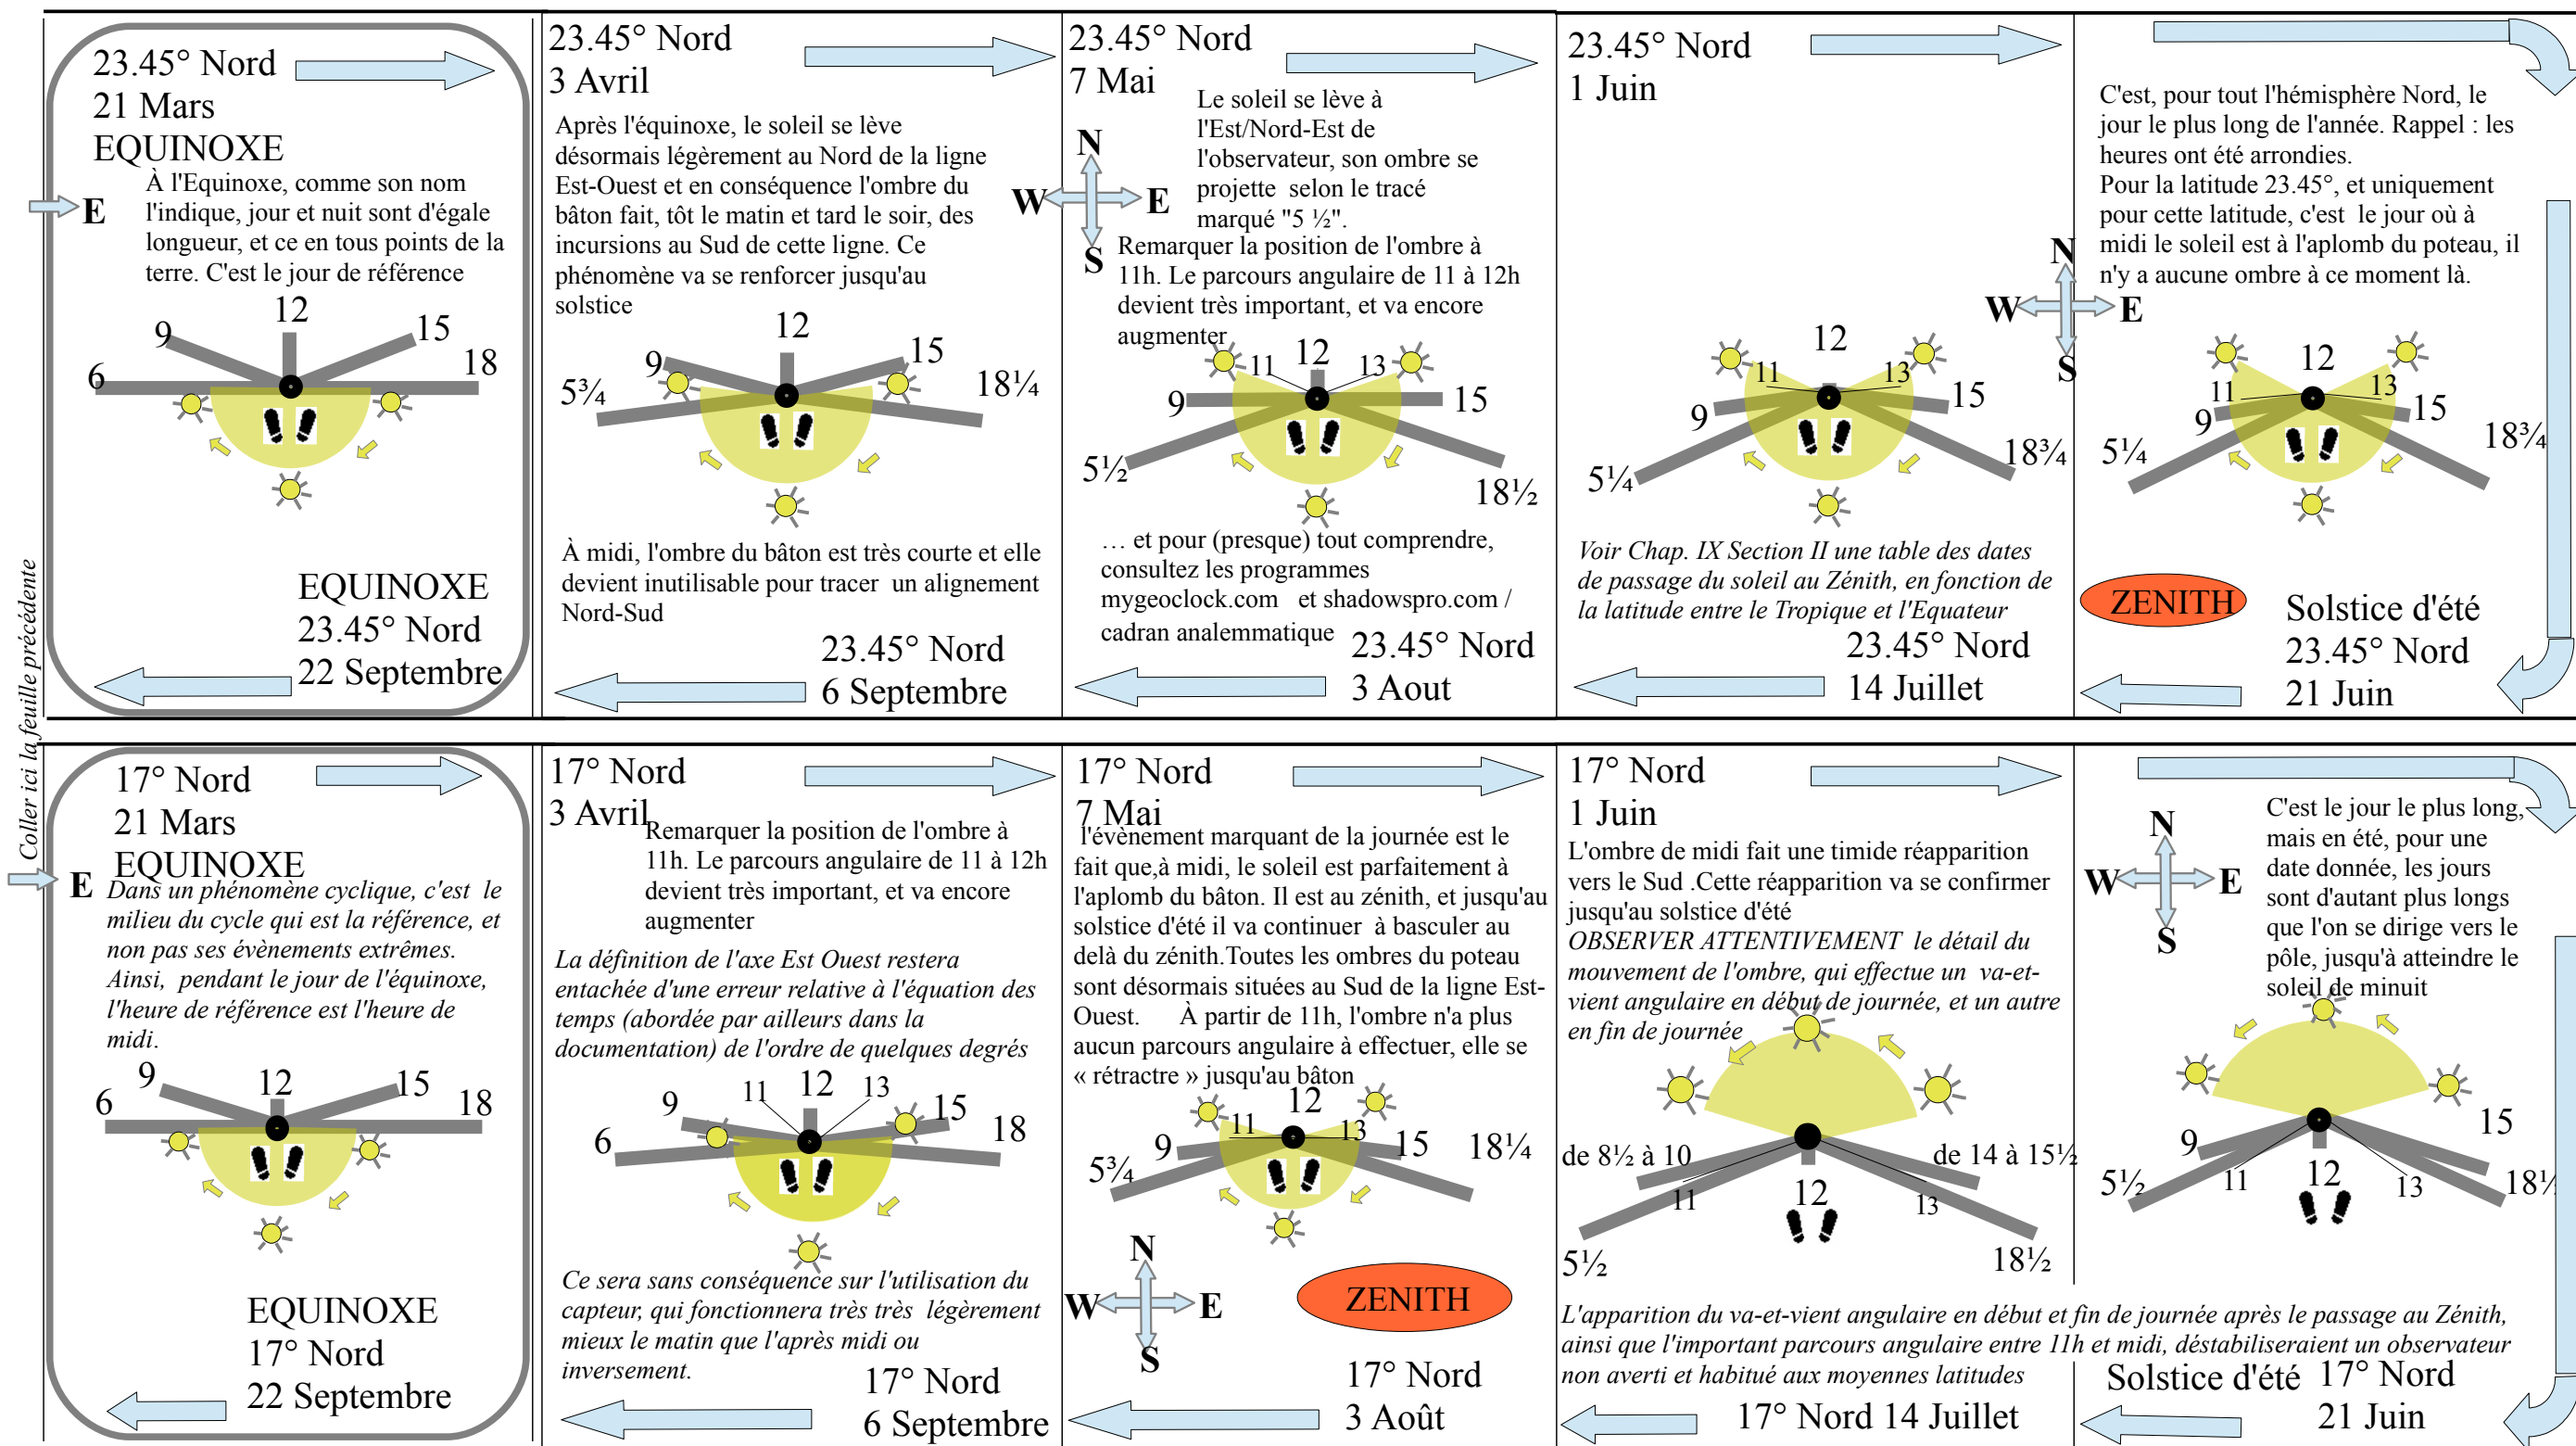 Coller ici la feuille précédente
23.45° Nord
21 Mars
EQUINOXE
E
À l'Equinoxe, comme son nom
l'indique, jour et nuit sont d'égale
longueur, et ce en tous points de la
terre. C'est le jour de référence
12
9
15
6
18
EQUINOXE
23.45° Nord
22 Septembre
23.45° Nord
3 Avril
Après l'équinoxe, le soleil se lève
désormais légèrement au Nord de la ligne
Est-Ouest et en conséquence l'ombre du
bâton fait, tôt le matin et tard le soir, des
incursions au Sud de cette ligne. Ce
phénomène va se renforcer jusqu'au
solstice
12
9
15
5¾
18¼
À midi, l'ombre du bâton est très courte et elle
devient inutilisable pour tracer un alignement
Nord-Sud
23.45° Nord
6 Septembre
23.45° Nord
7 Mai
N
W
E
S
Le soleil se lève à
l'Est/Nord-Est de
l'observateur, son ombre se
projette selon le tracé
marqué "5 ½".
Remarquer la position de l'ombre à
11h. Le parcours angulaire de 11 à 12h
devient très important, et va encore
augmenter
11
12
13
9
15
5½
18½
… et pour (presque) tout comprendre,
consultez les programmes
mygeoclock.com et shadowspro.com /
cadran analemmatique
23.45° Nord
3 Aout
23.45° Nord
1 Juin
12
11
13
9
15
5¼
18¾
Voir Chap. IX Section II une table des dates
de passage du soleil au Zénith, en fonction de
la latitude entre le Tropique et l'Equateur
23.45° Nord
14 Juillet
N
W
E
S
C'est, pour tout l'hémisphère Nord, le
jour le plus long de l'année. Rappel : les
heures ont été arrondies.
Pour la latitude 23.45°, et uniquement
pour cette latitude, c'est le jour où à
midi le soleil est à l'aplomb du poteau, il
n'y a aucune ombre à ce moment là.
12
11
13
9
15
5¼
18¾
ZENITH
Solstice d'été
23.45° Nord
21 Juin
17° Nord
21 Mars
EQUINOXE
E
Dans un phénomène cyclique, c'est le
milieu du cycle qui est la référence, et
non pas ses évènements extrêmes.
Ainsi, pendant le jour de l'équinoxe,
l'heure de référence est l'heure de
midi.
9
12
15
6
18
EQUINOXE
17° Nord
22 Septembre
17° Nord
3 Avril
Remarquer la position de l'ombre à
11h. Le parcours angulaire de 11 à 12h
devient très important, et va encore
augmenter
La définition de l'axe Est Ouest restera
entachée d'une erreur relative à l'équation des
temps (abordée par ailleurs dans la
documentation) de l'ordre de quelques degrés
11
12
13
9
15
6
18
Ce sera sans conséquence sur l'utilisation du
capteur, qui fonctionnera très très légèrement
mieux le matin que l'après midi ou
inversement.
17° Nord
6 Septembre
17° Nord
7 Mai
l'évènement marquant de la journée est le
fait que,à midi, le soleil est parfaitement à
l'aplomb du bâton. Il est au zénith, et jusqu'au
solstice d'été il va continuer à basculer au
delà du zénith.Toutes les ombres du poteau
sont désormais situées au Sud de la ligne Est-
Ouest. À partir de 11h, l'ombre n'a plus
aucun parcours angulaire à effectuer, elle se
« rétractre » jusqu'au bâton
12
11
13
9
15
5¾
18¼
N
W
E
S
ZENITH
17° Nord
3 Août
17° Nord
1 Juin
L'ombre de midi fait une timide réapparition
vers le Sud .Cette réapparition va se confirmer
jusqu'au solstice d'été
OBSERVER ATTENTIVEMENT le détail du
mouvement de l'ombre, qui effectue un va-et-
vient angulaire en début de journée, et un autre
en fin de journée
de 8½ à 10
de 14 à 15½
11
12
13
5½
18½
L'apparition du va-et-vient angulaire en début et fin de journée après le passage au Zénith,
ainsi que l'important parcours angulaire entre 11h et midi, déstabiliseraient un observateur
non averti et habitué aux moyennes latitudes
17° Nord 14 Juillet
N
W
E
S
C'est le jour le plus long,
mais en été, pour une
date donnée, les jours
sont d'autant plus longs
que l'on se dirige vers le
pôle, jusqu'à atteindre le
soleil de minuit
15
9
5½
11
12
13
18½
Solstice d'été
17° Nord
21 Juin